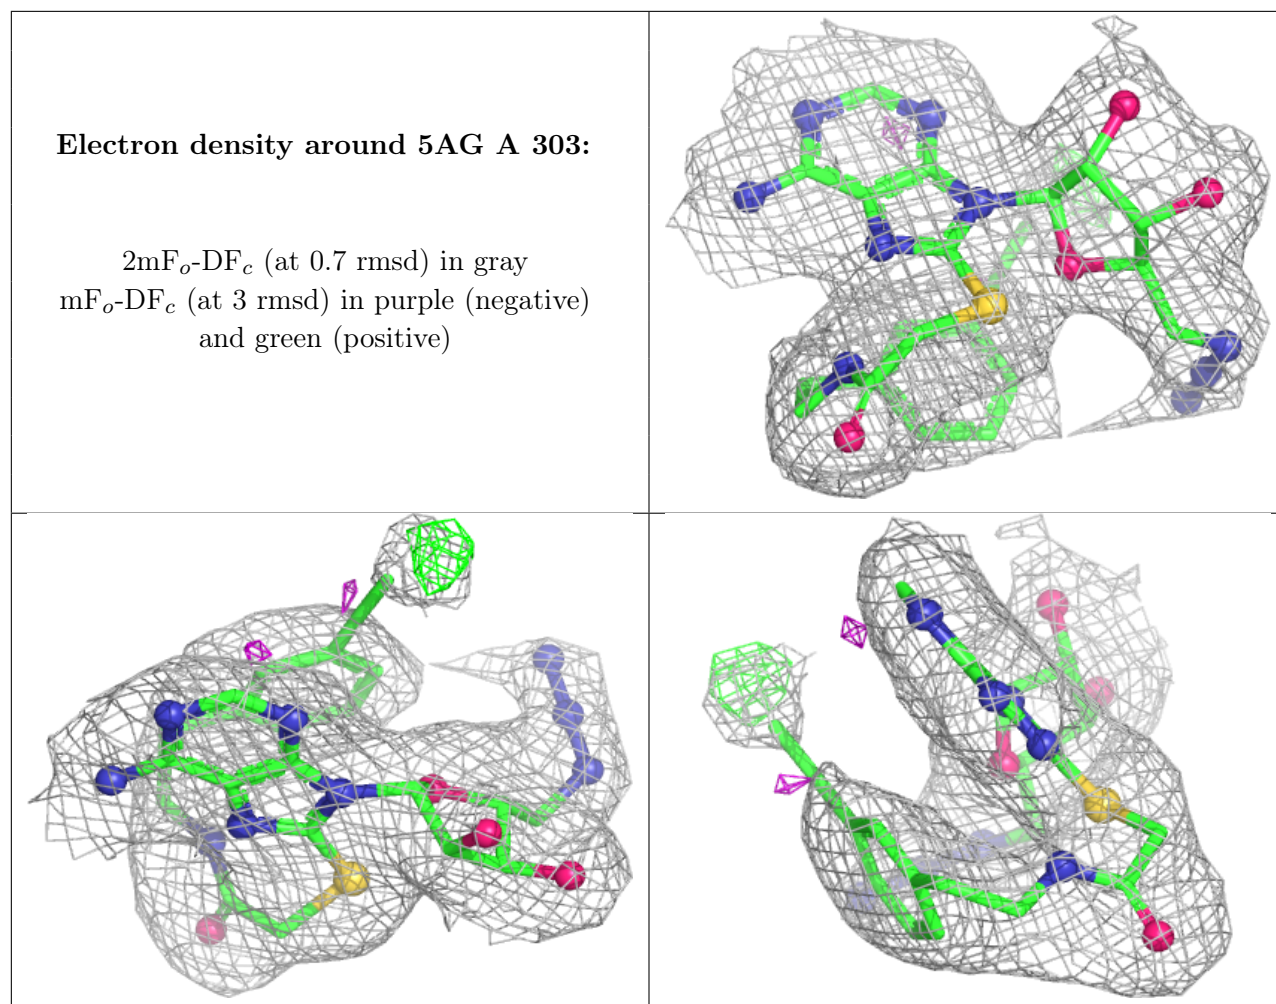 Electron density around 5AG A 303:
2mFo-DFc (at 0.7 rmsd) in gray
mFo-DFc (at 3 rmsd) in purple (negative)
and green (positive)